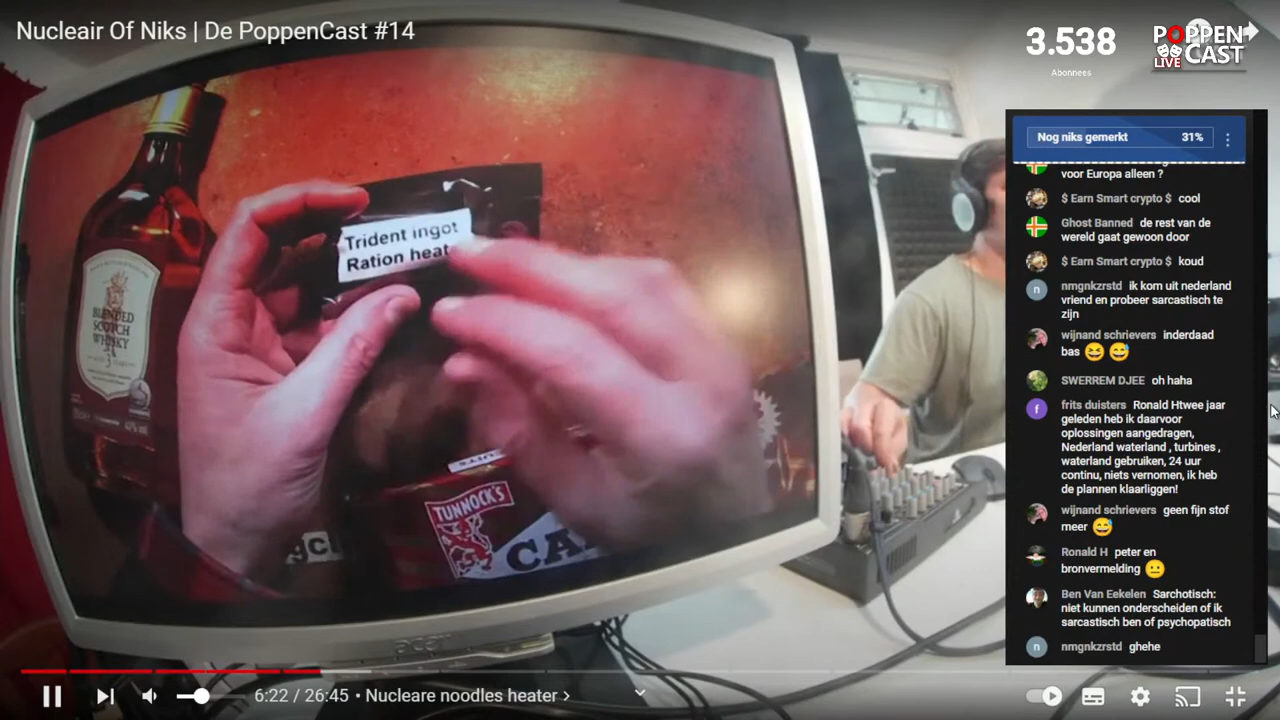 Nucleair Of Niks | De PoppenCast #14
3.538
Abonnees
POPPEN
LIVE CAST
Nog niks gemerkt 31%
voor Europa alleen ?
$ Earn Smart crypto $ cool
Ghost Banned de rest van de
wereld gaat gewoon door
$ Earn Smart crypto $ koud
nmgnkzrstd ik kom uit nederland
vriend en probeer sarcastisch te
zijn
wijnand schrievers inderdaad
bas 😆 😅
SWERREM DJEE oh haha
frits duisters Ronald Htwee jaar
geleden heb ik daarvoor
oplossingen aangedragen,
Nederland waterland , turbines ,
waterland gebruiken, 24 uur
continu, niets vernomen, ik heb
de plannen klaarliggen!
wijnand schrievers geen fijn stof
meer 😅
Ronald H peter en
bronvermelding 😐
Ben Van Eekelen Sarchotisch:
niet kunnen onderscheiden of ik
sarcastisch ben of psychopatisch
nmgnkzrstd ghehe
n
f
n
Trident ingot
Ration heat
BLENDED
SCOTCH
WHISKY
3
TUNNOCK'S
CA
acer
6:22 / 26:45 • Nucleare noodles heater >